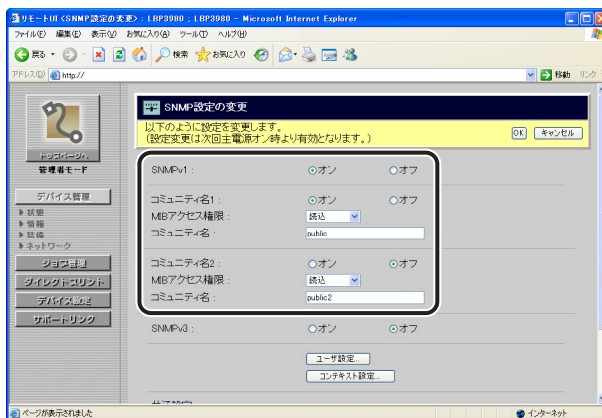 リモートUI <SNMP設定の変更> : LBP3980 ; LBP3980 - Microsoft Internet Explorer
ファイル(F) 編集(E) 表示(V) お気に入り(A) ツール(T) ヘルプ(H)
戻る 検索 お気に入り
アドレス(D) http:// 移動 リンク
SNMP設定の変更
以下のように設定を変更します。
(設定変更は次回主電源オン時より有効となります。)
OK キャンセル
トップページへ
管理者モード
デバイス管理
状態
情報
装備
ネットワーク
ジョブ管理
ダイレクトプリント
デバイス設定
サポートリンク
SNMPv1 : オン オフ
コミュニティ名1 : オン オフ
MIBアクセス権限 : 読込
コミュニティ名 : public
コミュニティ名2 : オン オフ
MIBアクセス権限 : 読込
コミュニティ名 : public2
SNMPv3 : オン オフ
ユーザ設定...
コンテキスト設定...
ページが表示されました インターネット